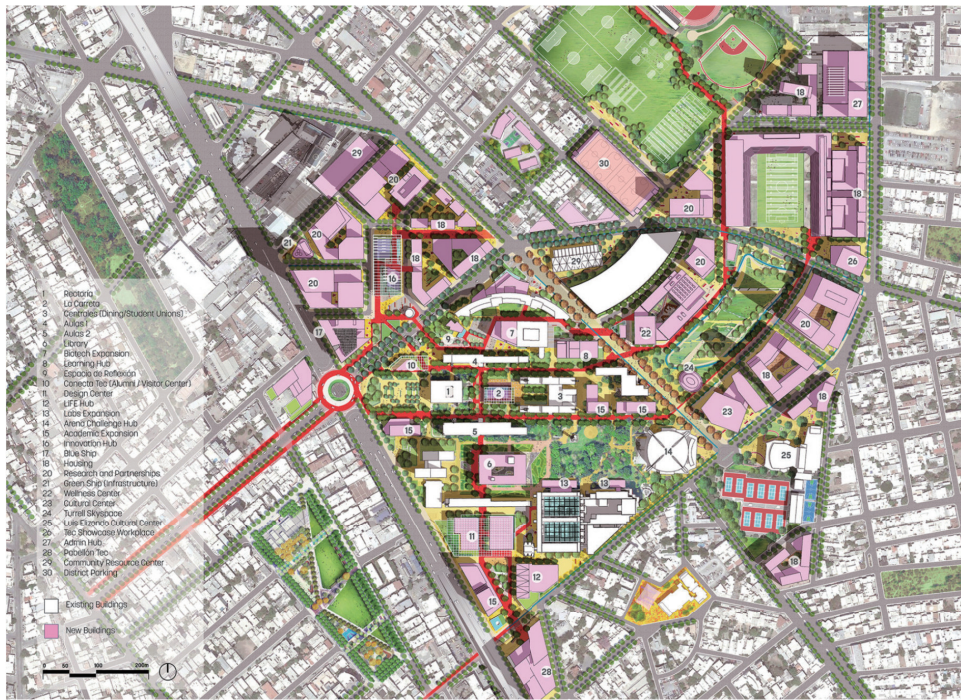 18
27
29
30
20
18
20
18
20
21
29
20
18
18
16
20
26
20
17
9
7
22
20
4
8
10
24
18
1
2
3
15
15
23
18
15
5
14
25
6
18
13
13
11
12
18
15
28
1 Rectoría
2 La Carreta
3 Centrales (Dining/Student Unions)
4 Aulas 1
5 Aulas 2
6 Library
7 Biotech Expansion
8 Learning Hub
9 Espacio de Reflexión
10 Conecta Tec (Alumni / Visitor Center)
11 Design Center
12 LIFE Hub
13 Labs Expansion
14 Arena Challenge Hub
15 Academic Expansion
16 Innovation Hub
17 Blue Ship
18 Housing
20 Research and Partnerships
21 Green Ship (Infrastructure)
22 Wellness Center
23 Cultural Center
24 Turrell Skyspace
25 Luis Elizondo Cultural Center
26 Tec Showcase Workplace
27 Admin Hub
28 Pabellón Tec
29 Community Resource Center
30 District Parking
Existing Buildings
New Buildings
0 50 100 200m